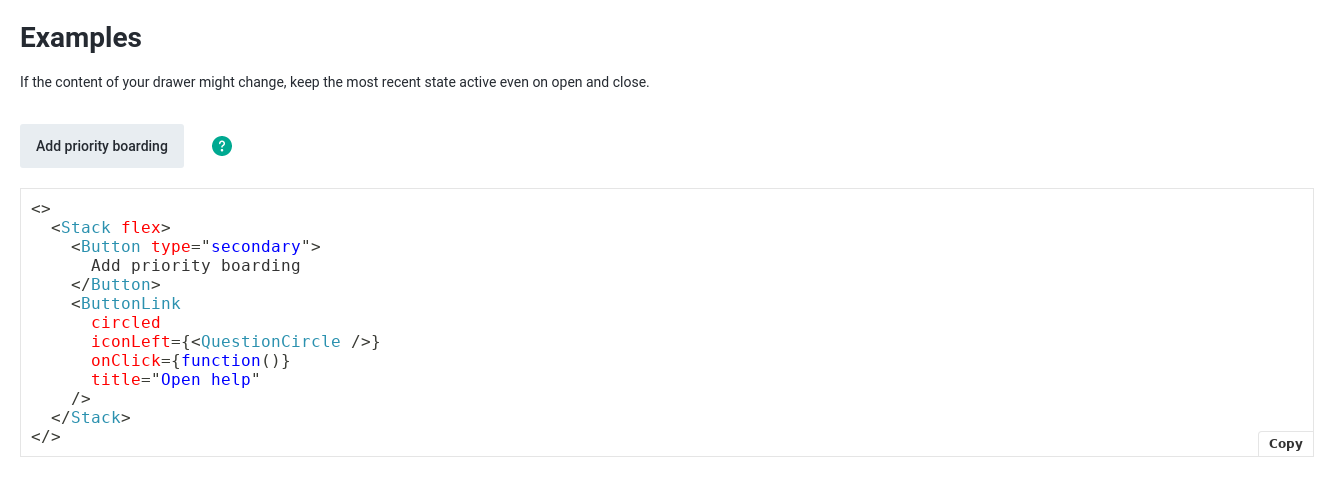 Examples
If the content of your drawer might change, keep the most recent state active even on open and close.
Add priority boarding ?
<>
  <Stack flex>
    <Button type="secondary">
      Add priority boarding
    </Button>
    <ButtonLink
      circled
      iconLeft={<QuestionCircle />}
      onClick={function()}
      title="Open help"
    />
  </Stack>
</>
Copy